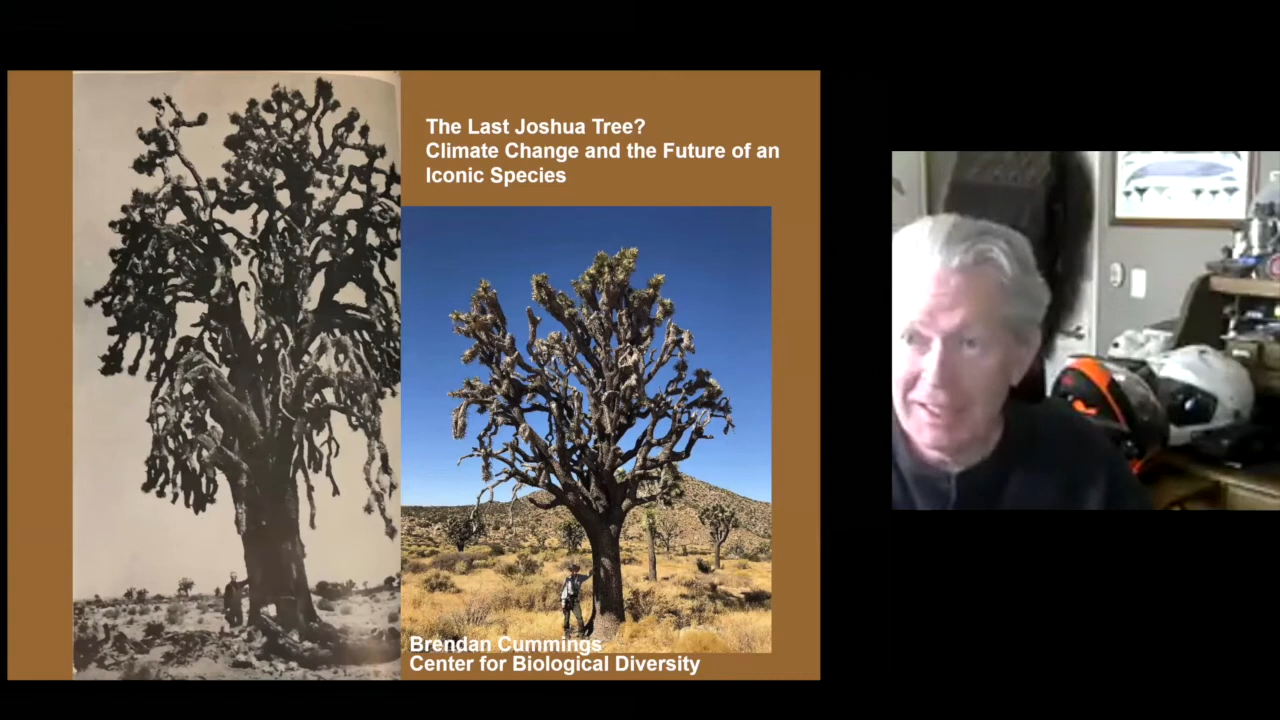 The Last Joshua Tree?
Climate Change and the Future of an
Iconic Species
Brendan Cummings
Center for Biological Diversity